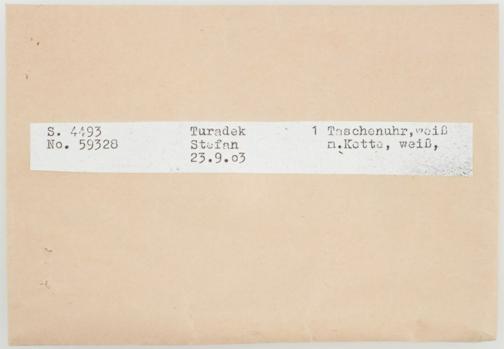 S. 4493 Turadek 1 Taschenuhr,weiß
No. 59328 Stefan m.Kette, weiß,
23.9.03